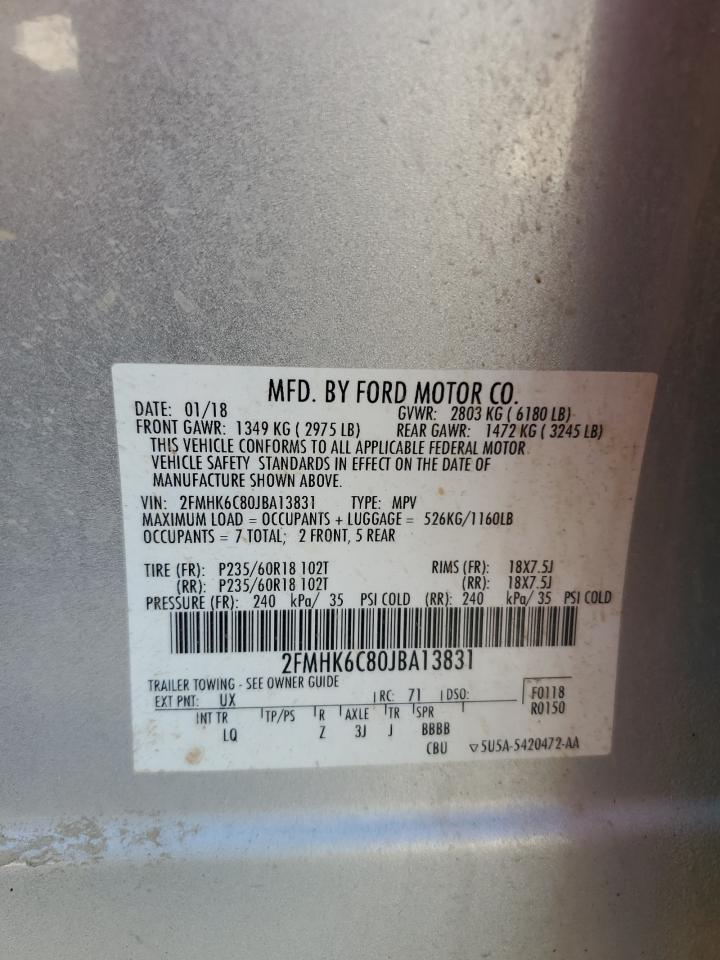 MFD. BY FORD MOTOR CO.
DATE: 01/18 GVWR: 2803 KG ( 6180 LB)
FRONT GAWR: 1349 KG ( 2975 LB) REAR GAWR: 1472 KG ( 3245 LB)
THIS VEHICLE CONFORMS TO ALL APPLICABLE FEDERAL MOTOR
VEHICLE SAFETY STANDARDS IN EFFECT ON THE DATE OF
MANUFACTURE SHOWN ABOVE.
VIN: 2FMHK6C80JBA13831 TYPE: MPV
MAXIMUM LOAD = OCCUPANTS + LUGGAGE = 526KG/1160LB
OCCUPANTS = 7 TOTAL; 2 FRONT, 5 REAR
TIRE (FR): P235/60R18 102T RIMS (FR): 18X7.5J
(RR): P235/60R18 102T (RR): 18X7.5J
PRESSURE (FR): 240 kPa/ 35 PSI COLD (RR): 240 kPa/ 35 PSI COLD
2FMHK6C80JBA13831
TRAILER TOWING - SEE OWNER GUIDE
EXT PNT: UX RC: 71 DSO: F0118
R0150
INT TR TP/PS R AXLE TR SPR
LQ Z 3J J BBBB
CBU ▽5U5A-5420472-AA